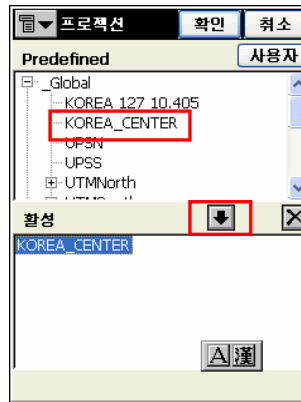 프로젝션 확인 취소
Predefined 사용자
_Global
KOREA 127 10.405
KOREA_CENTER
UPSN
UPSS
UTMNorth
활성
KOREA_CENTER
A漢